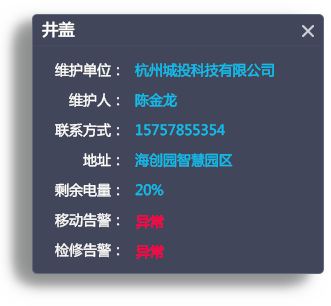 井盖
维护单位： 杭州城投科技有限公司
维护人： 陈金龙
联系方式： 15757855354
地址： 海创园智慧园区
剩余电量： 20%
移动告警： 异常
检修告警： 异常